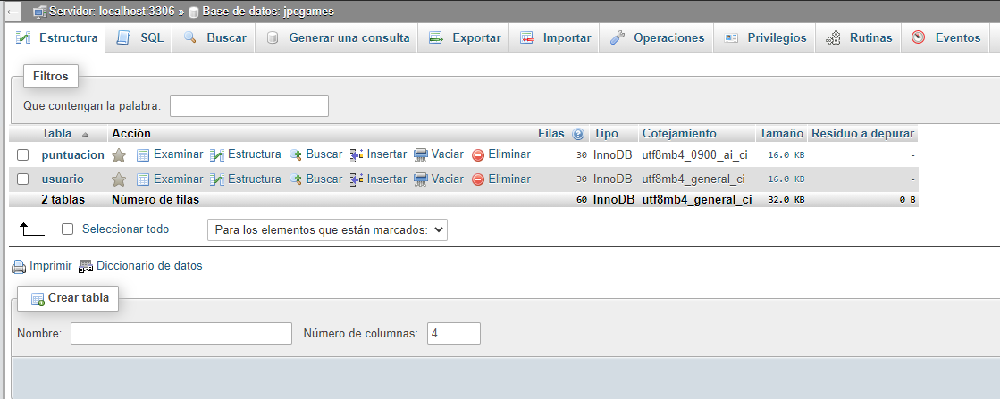 Servidor: localhost:3306 » Base de datos: jpcgames
Estructura SQL Buscar Generar una consulta Exportar Importar Operaciones Privilegios Rutinas Eventos
Filtros
Que contengan la palabra:
Tabla Acción Filas Tipo Cotejamiento Tamaño Residuo a depurar
puntuacion Examinar Estructura Buscar Insertar Vaciar Eliminar 30 InnoDB utf8mb4_0900_ai_ci 16.0 KB -
usuario Examinar Estructura Buscar Insertar Vaciar Eliminar 30 InnoDB utf8mb4_general_ci 16.0 KB -
2 tablas Número de filas 60 InnoDB utf8mb4_general_ci 32.0 KB 0 B
Seleccionar todo Para los elementos que están marcados:
Imprimir Diccionario de datos
Crear tabla
Nombre: Número de columnas: 4